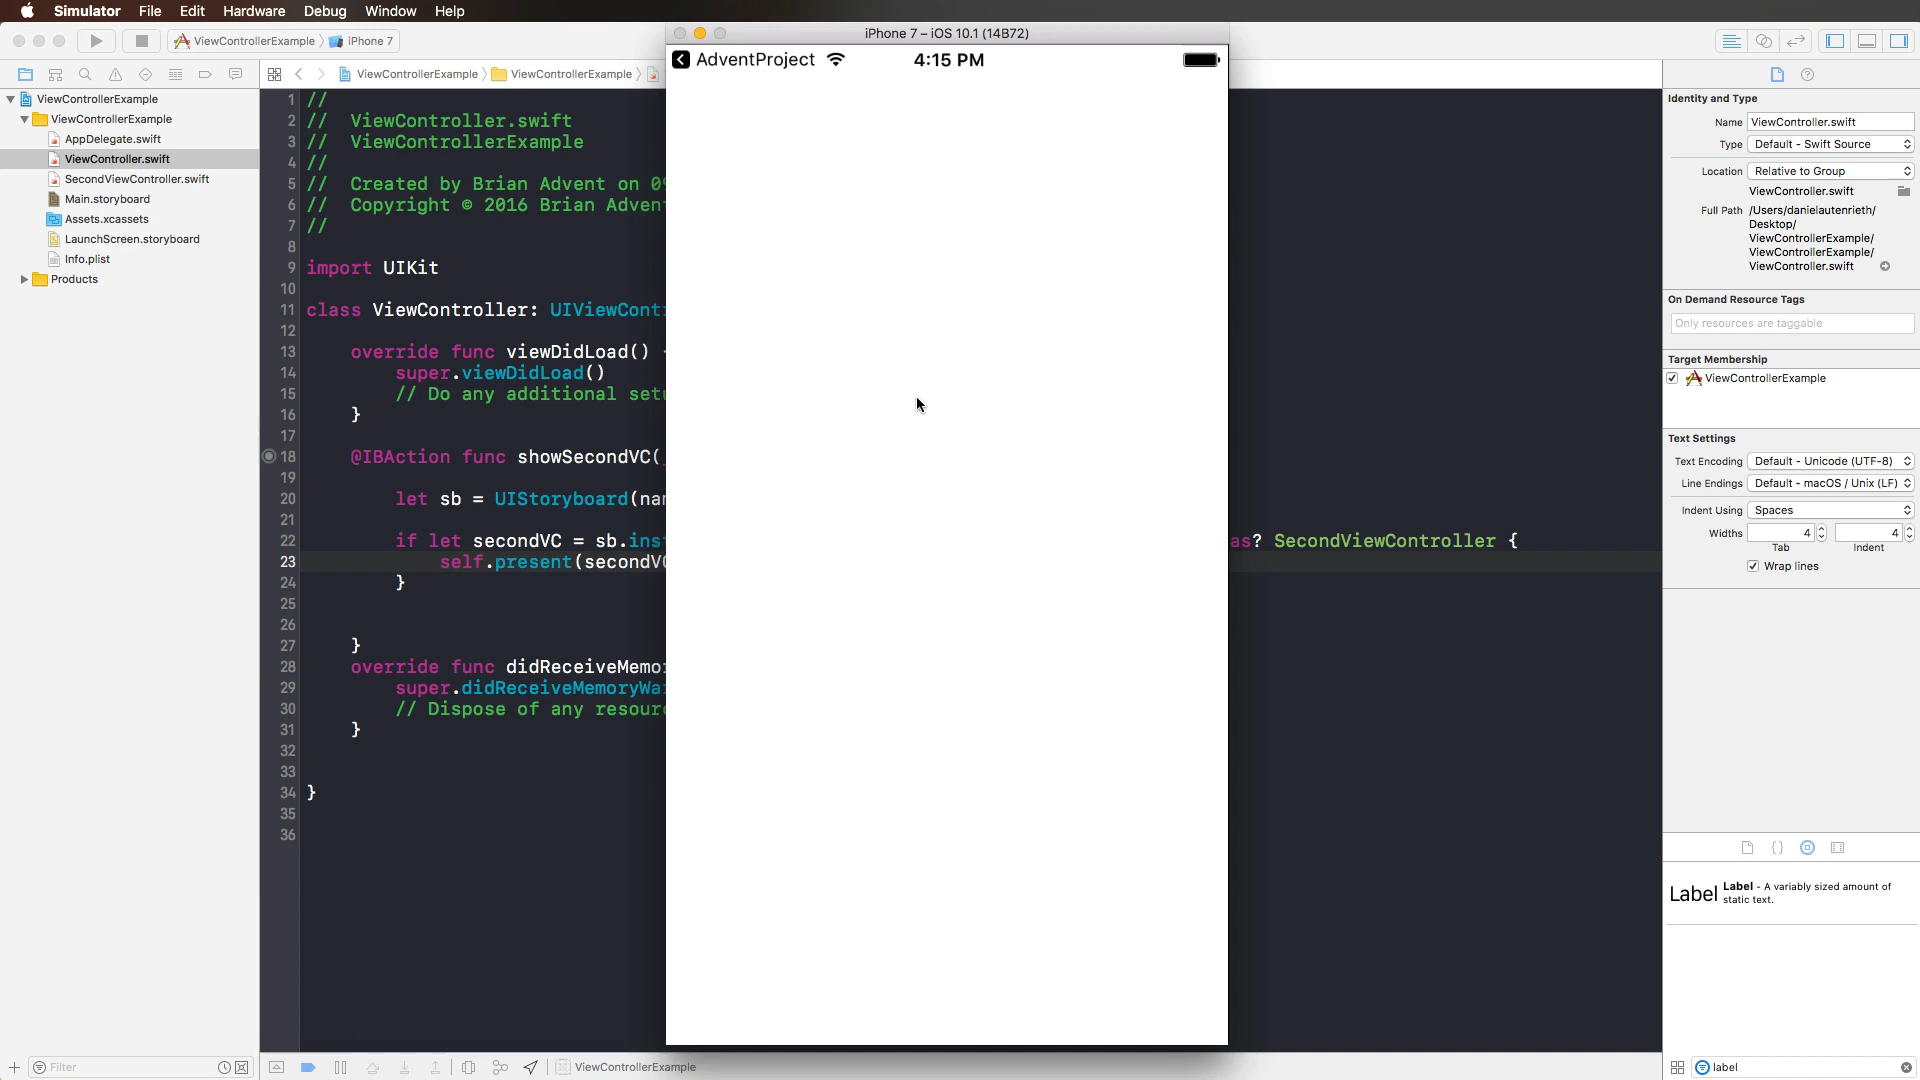 Simulator File Edit Hardware Debug Window Help
iPhone 7 – iOS 10.1 (14B72)
ViewControllerExample iPhone 7
AdventProject 4:15 PM
ViewControllerExample ViewControllerExample
ViewControllerExample
ViewControllerExample
AppDelegate.swift
ViewController.swift
SecondViewController.swift
Main.storyboard
Assets.xcassets
LaunchScreen.storyboard
Info.plist
Products
Filter
1 //
2 // ViewController.swift
3 // ViewControllerExample
4 //
5 // Created by Brian Advent on
6 // Copyright © 2016 Brian Adven
7 //
8
9 import UIKit
10
11 class ViewController: UIViewCont
12
13 override func viewDidLoad()
14 super.viewDidLoad()
15 // Do any additional set
16 }
17
18 @IBAction func showSecondVC(
19
20 let sb = UIStoryboard(na
21
22 if let secondVC = sb.ins as? SecondViewController {
23 self.present(secondV
24 }
25
26
27 }
28 override func didReceiveMemo
29 super.didReceiveMemoryWa
30 // Dispose of any resour
31 }
32
33
34 }
35
36
ViewControllerExample
Identity and Type
Name ViewController.swift
Type Default - Swift Source
Location Relative to Group
ViewController.swift
Full Path /Users/danielautenrieth/
Desktop/
ViewControllerExample/
ViewControllerExample/
ViewController.swift
On Demand Resource Tags
Only resources are taggable
Target Membership
ViewControllerExample
Text Settings
Text Encoding Default - Unicode (UTF-8)
Line Endings Default - macOS / Unix (LF)
Indent Using Spaces
Widths 4 4
Tab Indent
Wrap lines
Label Label - A variably sized amount of
static text.
label